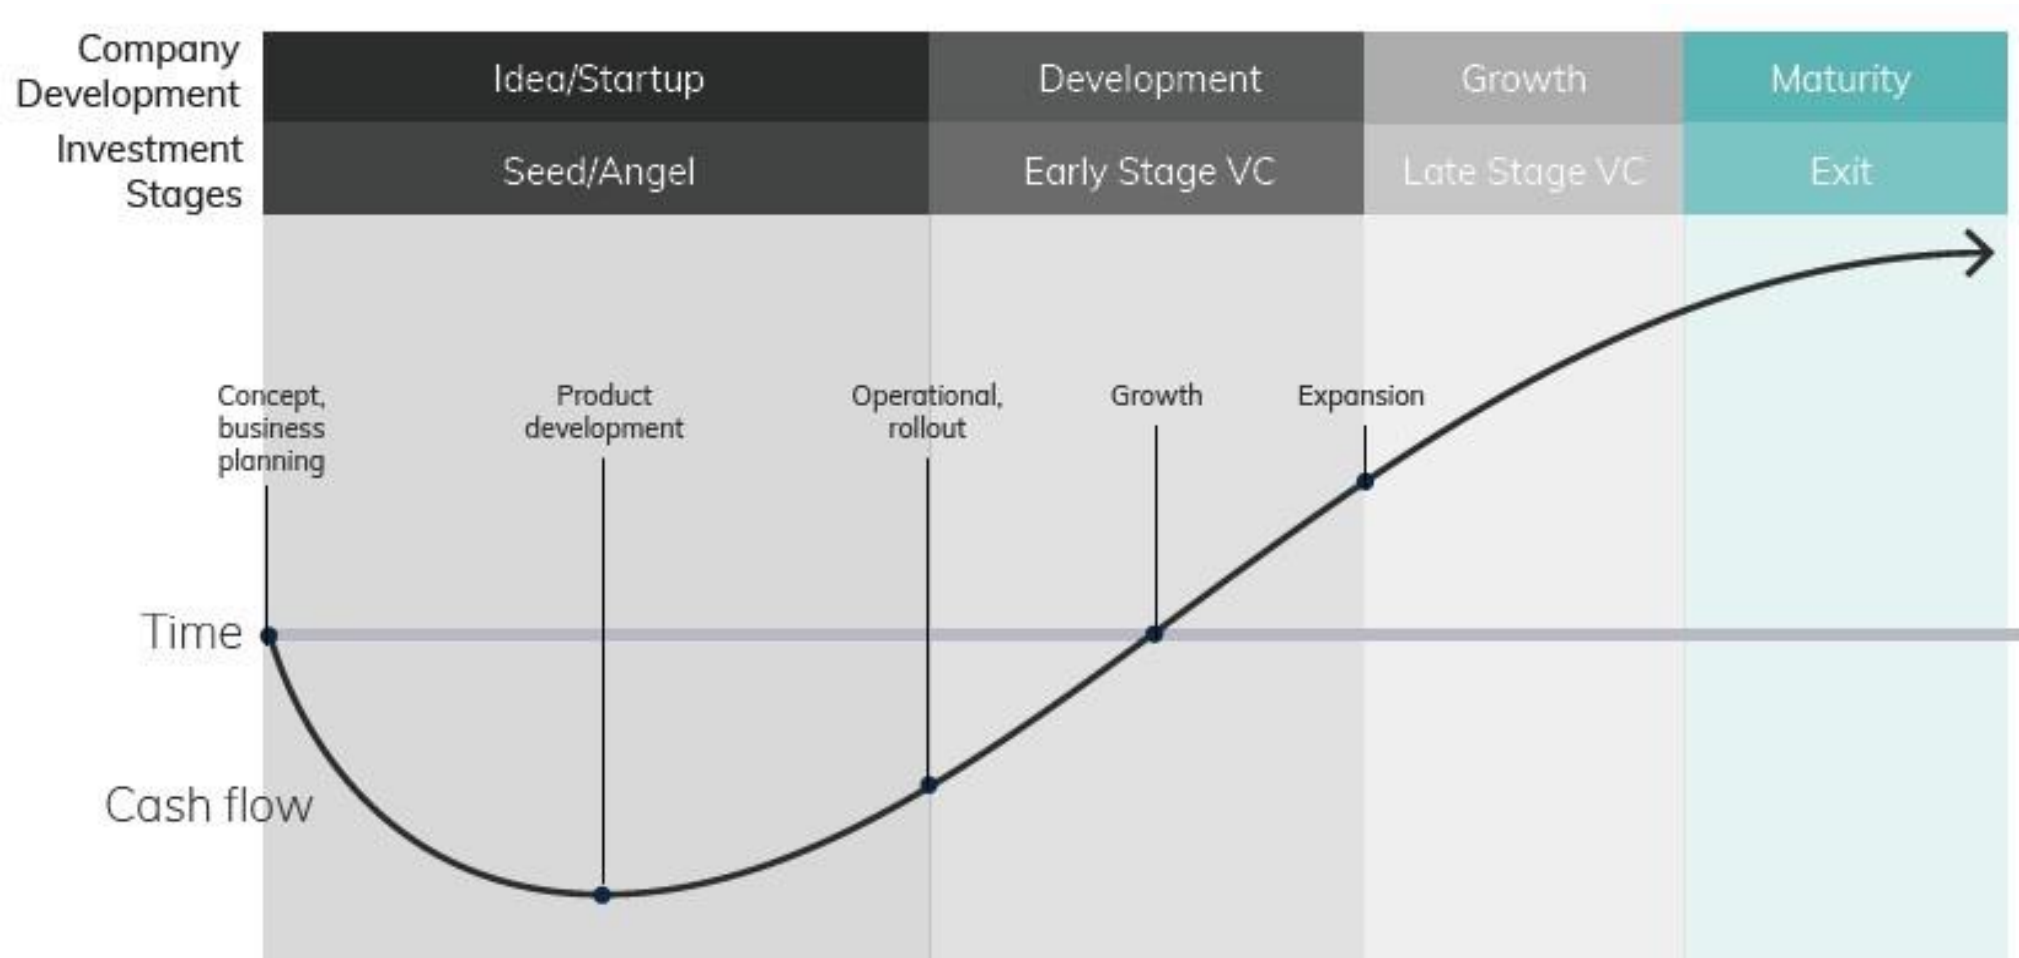 Company
Development
Idea/Startup
Development
Growth
Maturity
Investment
Stages
Seed/Angel
Early Stage VC
Late Stage VC
Exit
Concept,
business
planning
Product
development
Operational,
rollout
Growth
Expansion
Time
Cash flow